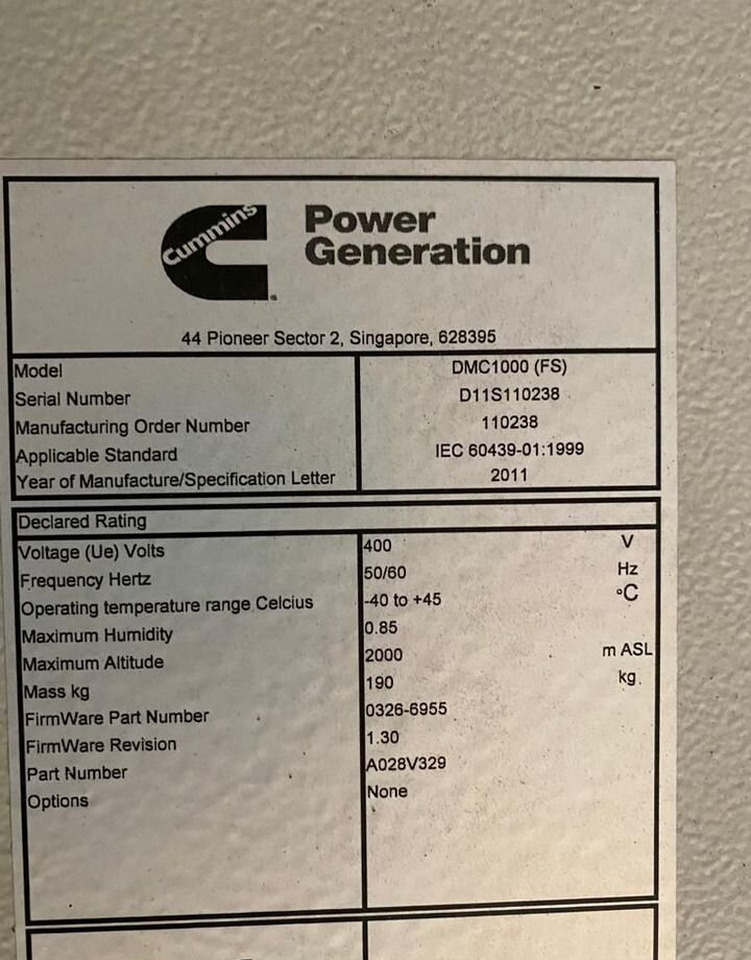 Cummins
Power
Generation
44 Pioneer Sector 2, Singapore, 628395
Model DMC1000 (FS)
Serial Number D11S110238
Manufacturing Order Number 110238
Applicable Standard IEC 60439-01:1999
Year of Manufacture/Specification Letter 2011
Declared Rating
Voltage (Ue) Volts 400 V
Frequency Hertz 50/60 Hz
Operating temperature range Celcius -40 to +45 °C
Maximum Humidity 0.85
Maximum Altitude 2000 m ASL
Mass kg 190 kg.
FirmWare Part Number 0326-6955
FirmWare Revision 1.30
Part Number A028V329
Options None